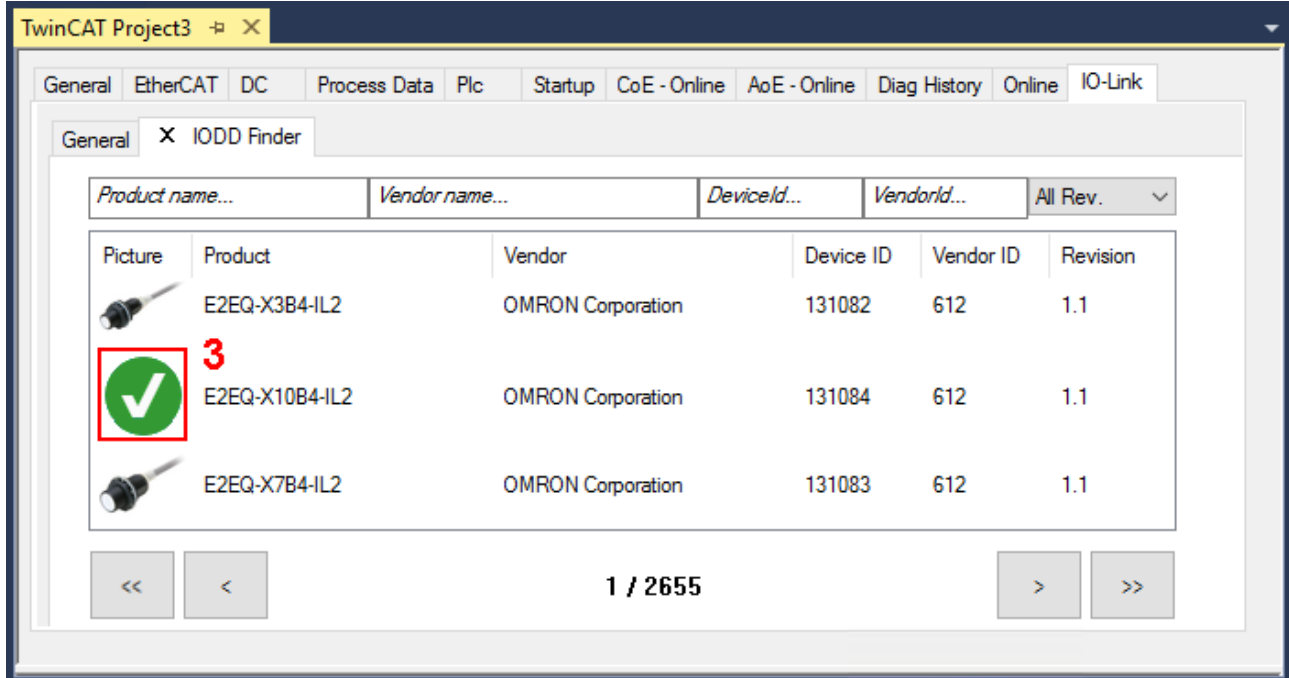 TwinCAT Project3
General EtherCAT DC Process Data Plc Startup CoE - Online AoE - Online Diag History Online IO-Link
General X IODD Finder
Product name... Vendor name... DeviceId... VendorId... All Rev.
Picture Product Vendor Device ID Vendor ID Revision
E2EQ-X3B4-IL2 OMRON Corporation 131082 612 1.1
3
E2EQ-X10B4-IL2 OMRON Corporation 131084 612 1.1
E2EQ-X7B4-IL2 OMRON Corporation 131083 612 1.1
<< < 1 / 2655 > >>